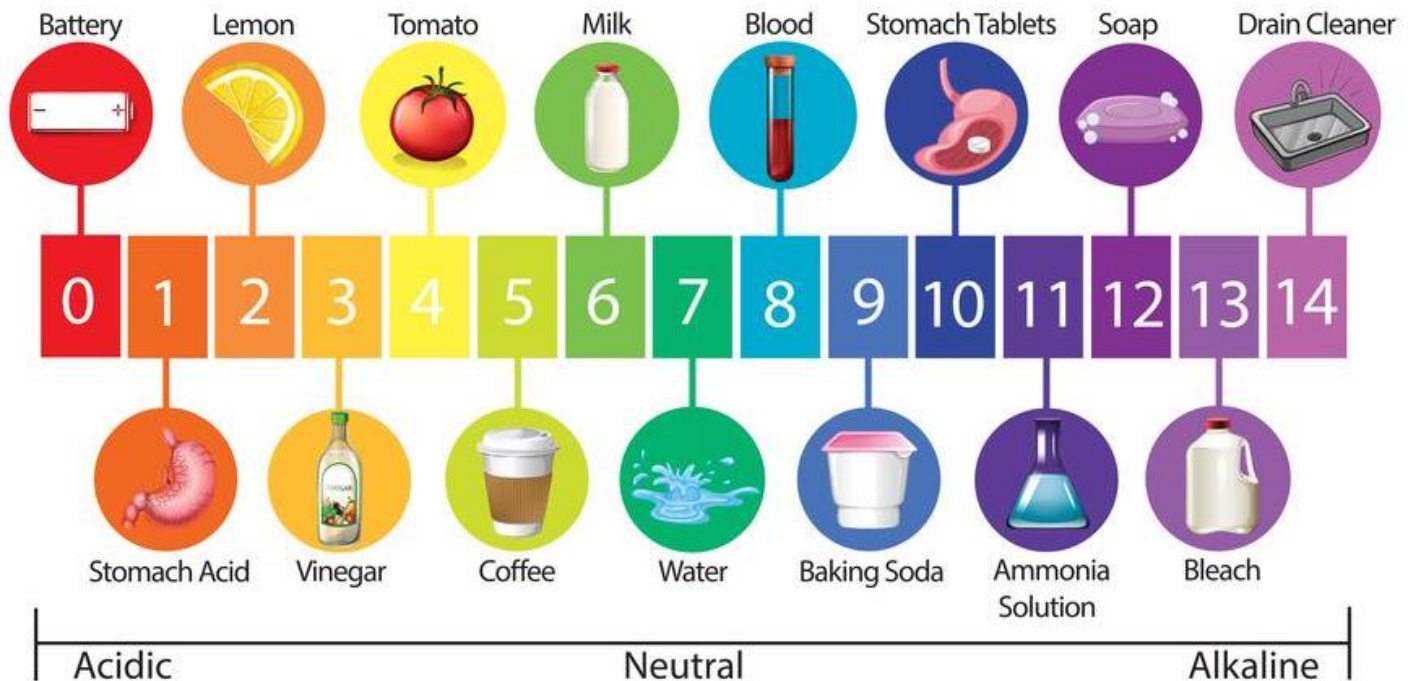 Battery Lemon Tomato Milk Blood Stomach Tablets Soap Drain Cleaner
- +
0 1 2 3 4 5 6 7 8 9 10 11 12 13 14
Stomach Acid Vinegar Coffee Water Baking Soda Ammonia Solution Bleach
Acidic Neutral Alkaline